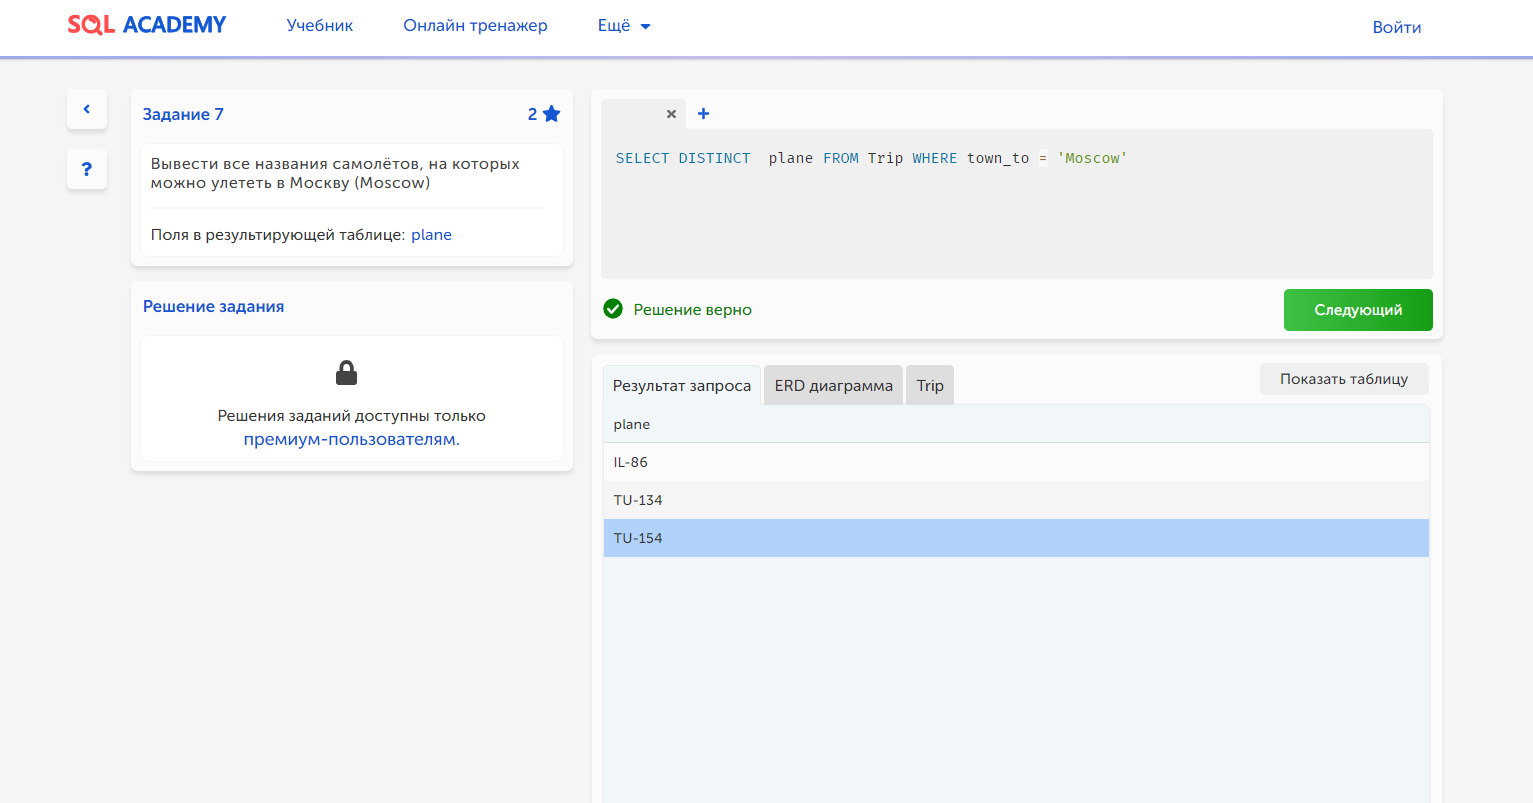 SQL ACADEMY
Учебник
Онлайн тренажер
Ещё
Войти
Задание 7
2
Вывести все названия самолётов, на которых
можно улететь в Москву (Moscow)
Поля в результирующей таблице: plane
Решение задания
Решения заданий доступны только
премиум-пользователям.
SELECT DISTINCT  plane FROM Trip WHERE town_to = 'Moscow'
Решение верно
Следующий
Результат запроса
ERD диаграмма
Trip
Показать таблицу
plane
IL-86
TU-134
TU-154